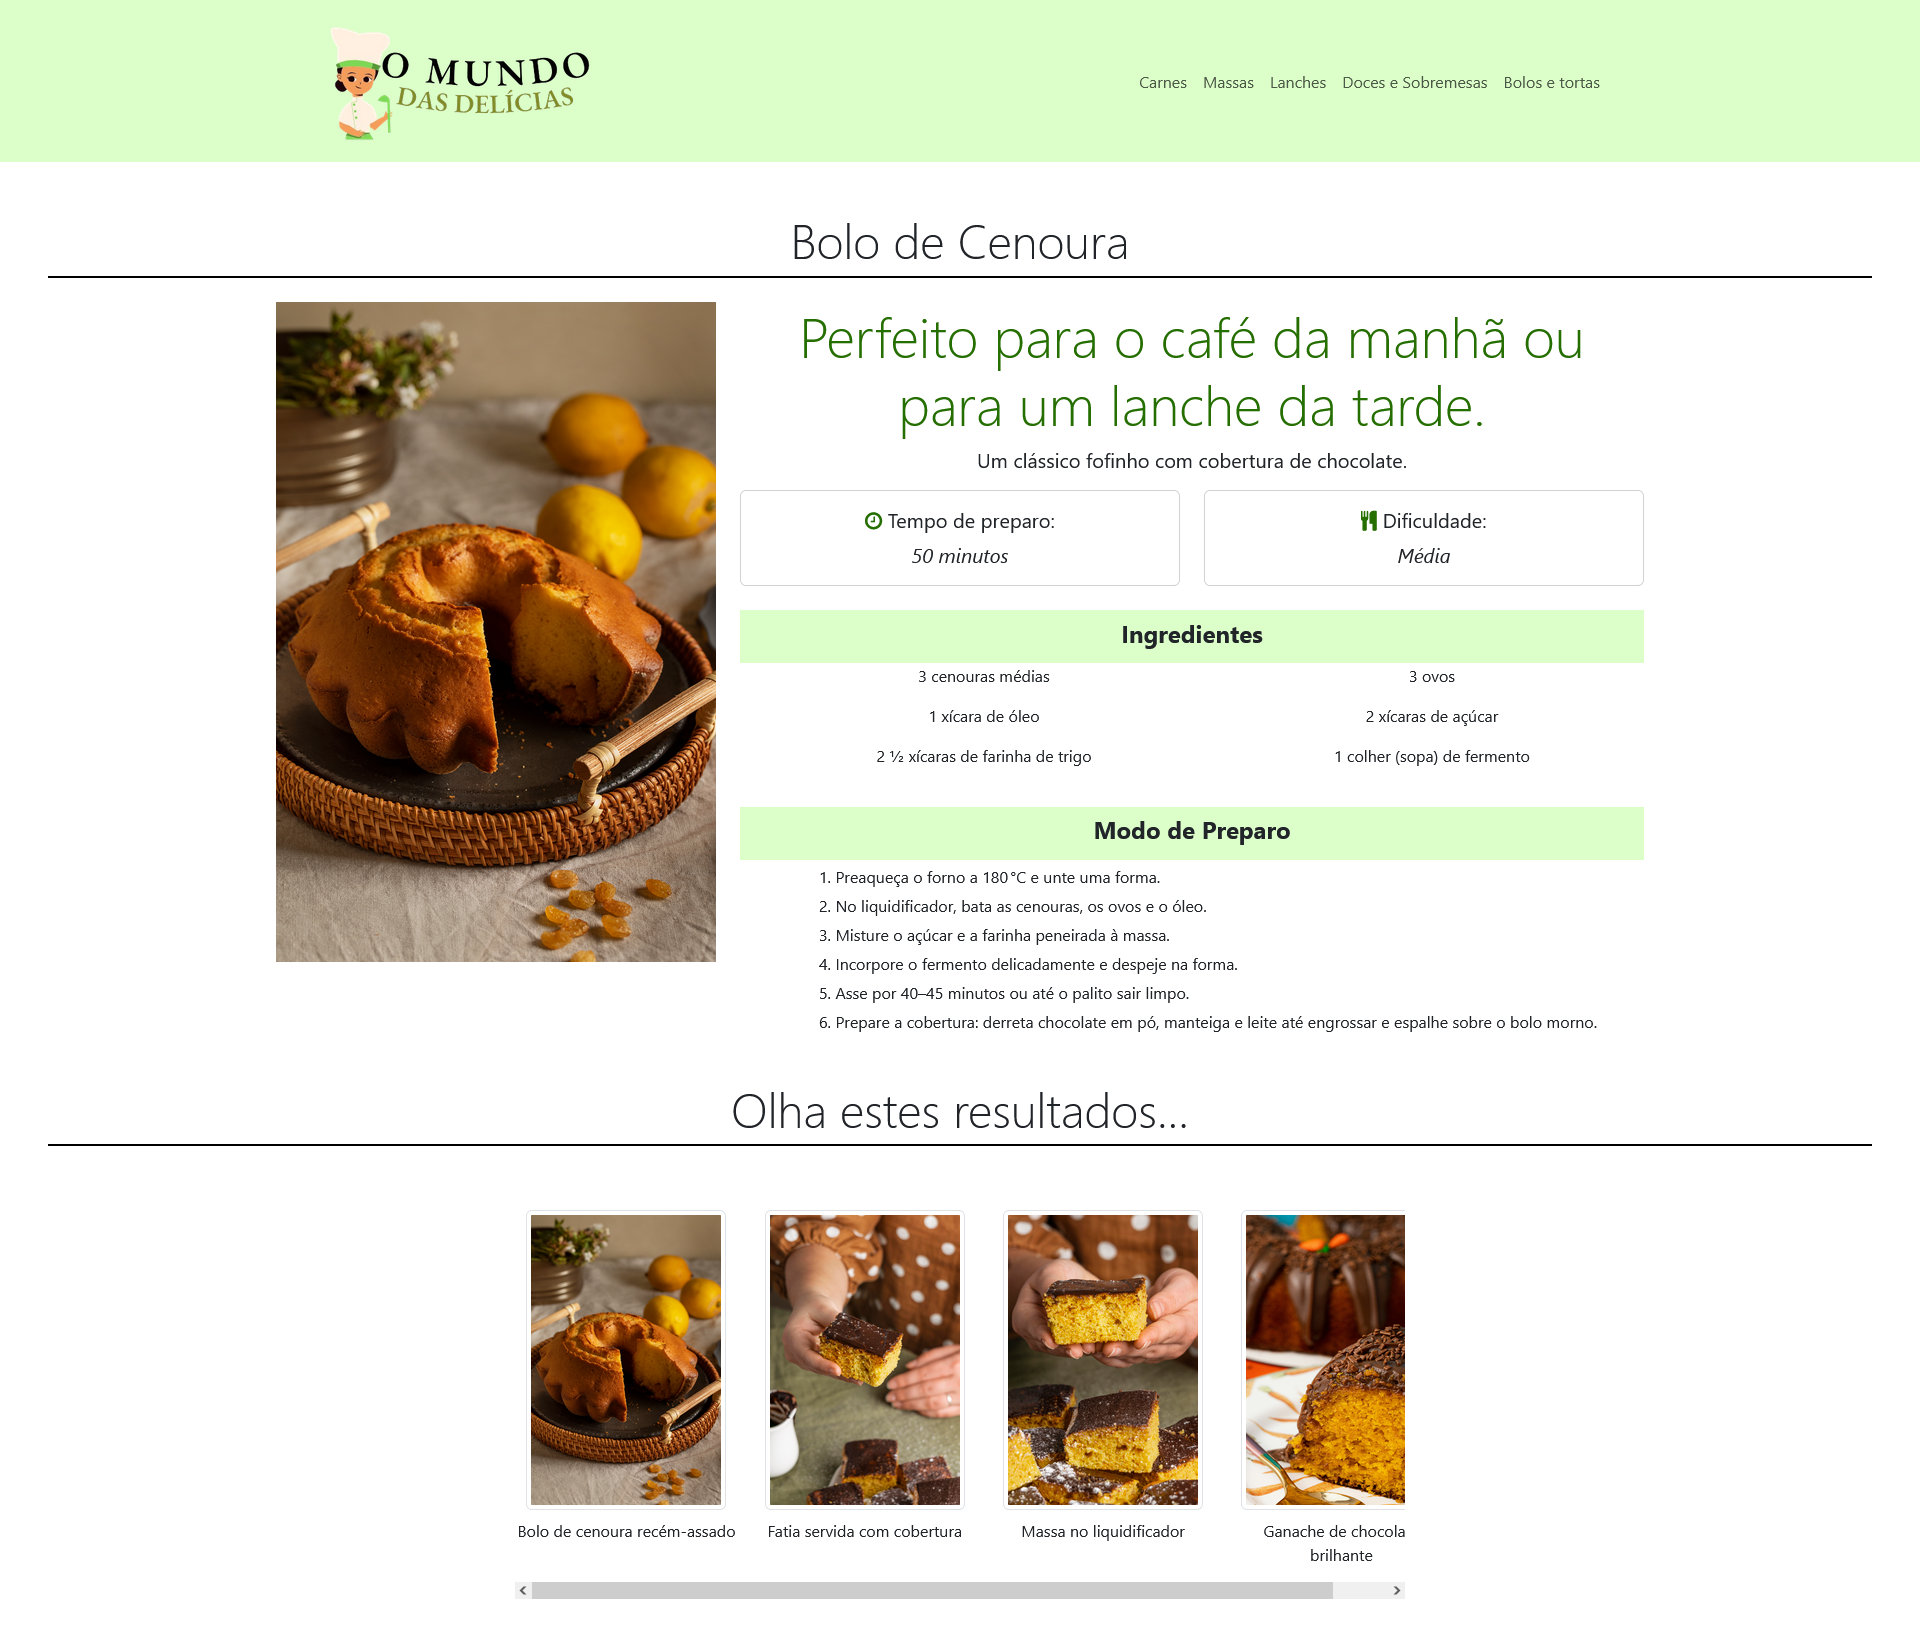 O MUNDO
DAS DELÍCIAS
Carnes Massas Lanches Doces e Sobremesas Bolos e tortas
Bolo de Cenoura
Perfeito para o café da manhã ou
para um lanche da tarde.
Um clássico fofinho com cobertura de chocolate.
Tempo de preparo:
50 minutos
Dificuldade:
Média
Ingredientes
3 cenouras médias 3 ovos
1 xícara de óleo 2 xícaras de açúcar
2 ½ xícaras de farinha de trigo 1 colher (sopa) de fermento
Modo de Preparo
1. Preaqueça o forno a 180 °C e unte uma forma.
2. No liquidificador, bata as cenouras, os ovos e o óleo.
3. Misture o açúcar e a farinha peneirada à massa.
4. Incorpore o fermento delicadamente e despeje na forma.
5. Asse por 40–45 minutos ou até o palito sair limpo.
6. Prepare a cobertura: derreta chocolate em pó, manteiga e leite até engrossar e espalhe sobre o bolo morno.
Olha estes resultados...
Bolo de cenoura recém-assado
Fatia servida com cobertura
Massa no liquidificador
Ganache de chocola
brilhante